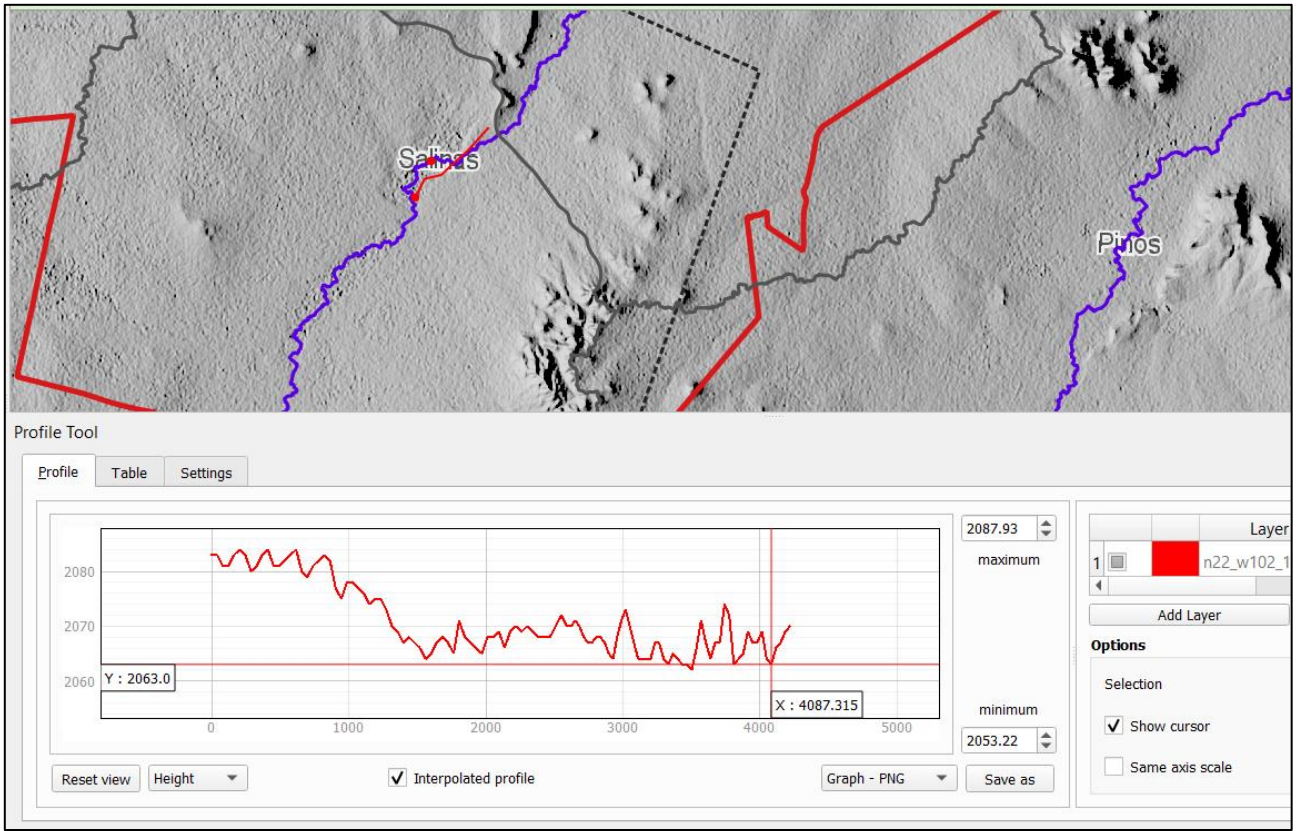 Salinas
Pinos
Profile Tool
Profile Table Settings
2080
2070
2060
Y : 2063.0
X : 4087.315
0 1000 2000 3000 4000 5000
2087.93
maximum
minimum
2053.22
Reset view Height Interpolated profile Graph - PNG Save as
Layer
1 n22_w102_1
Add Layer
Options
Selection
Show cursor
Same axis scale